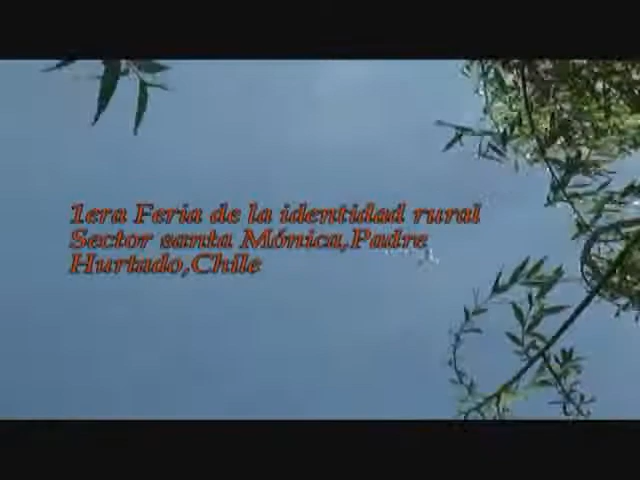 1era Feria de la identidad rural
Sector santa Mónica,Padre
Hurtado,Chile